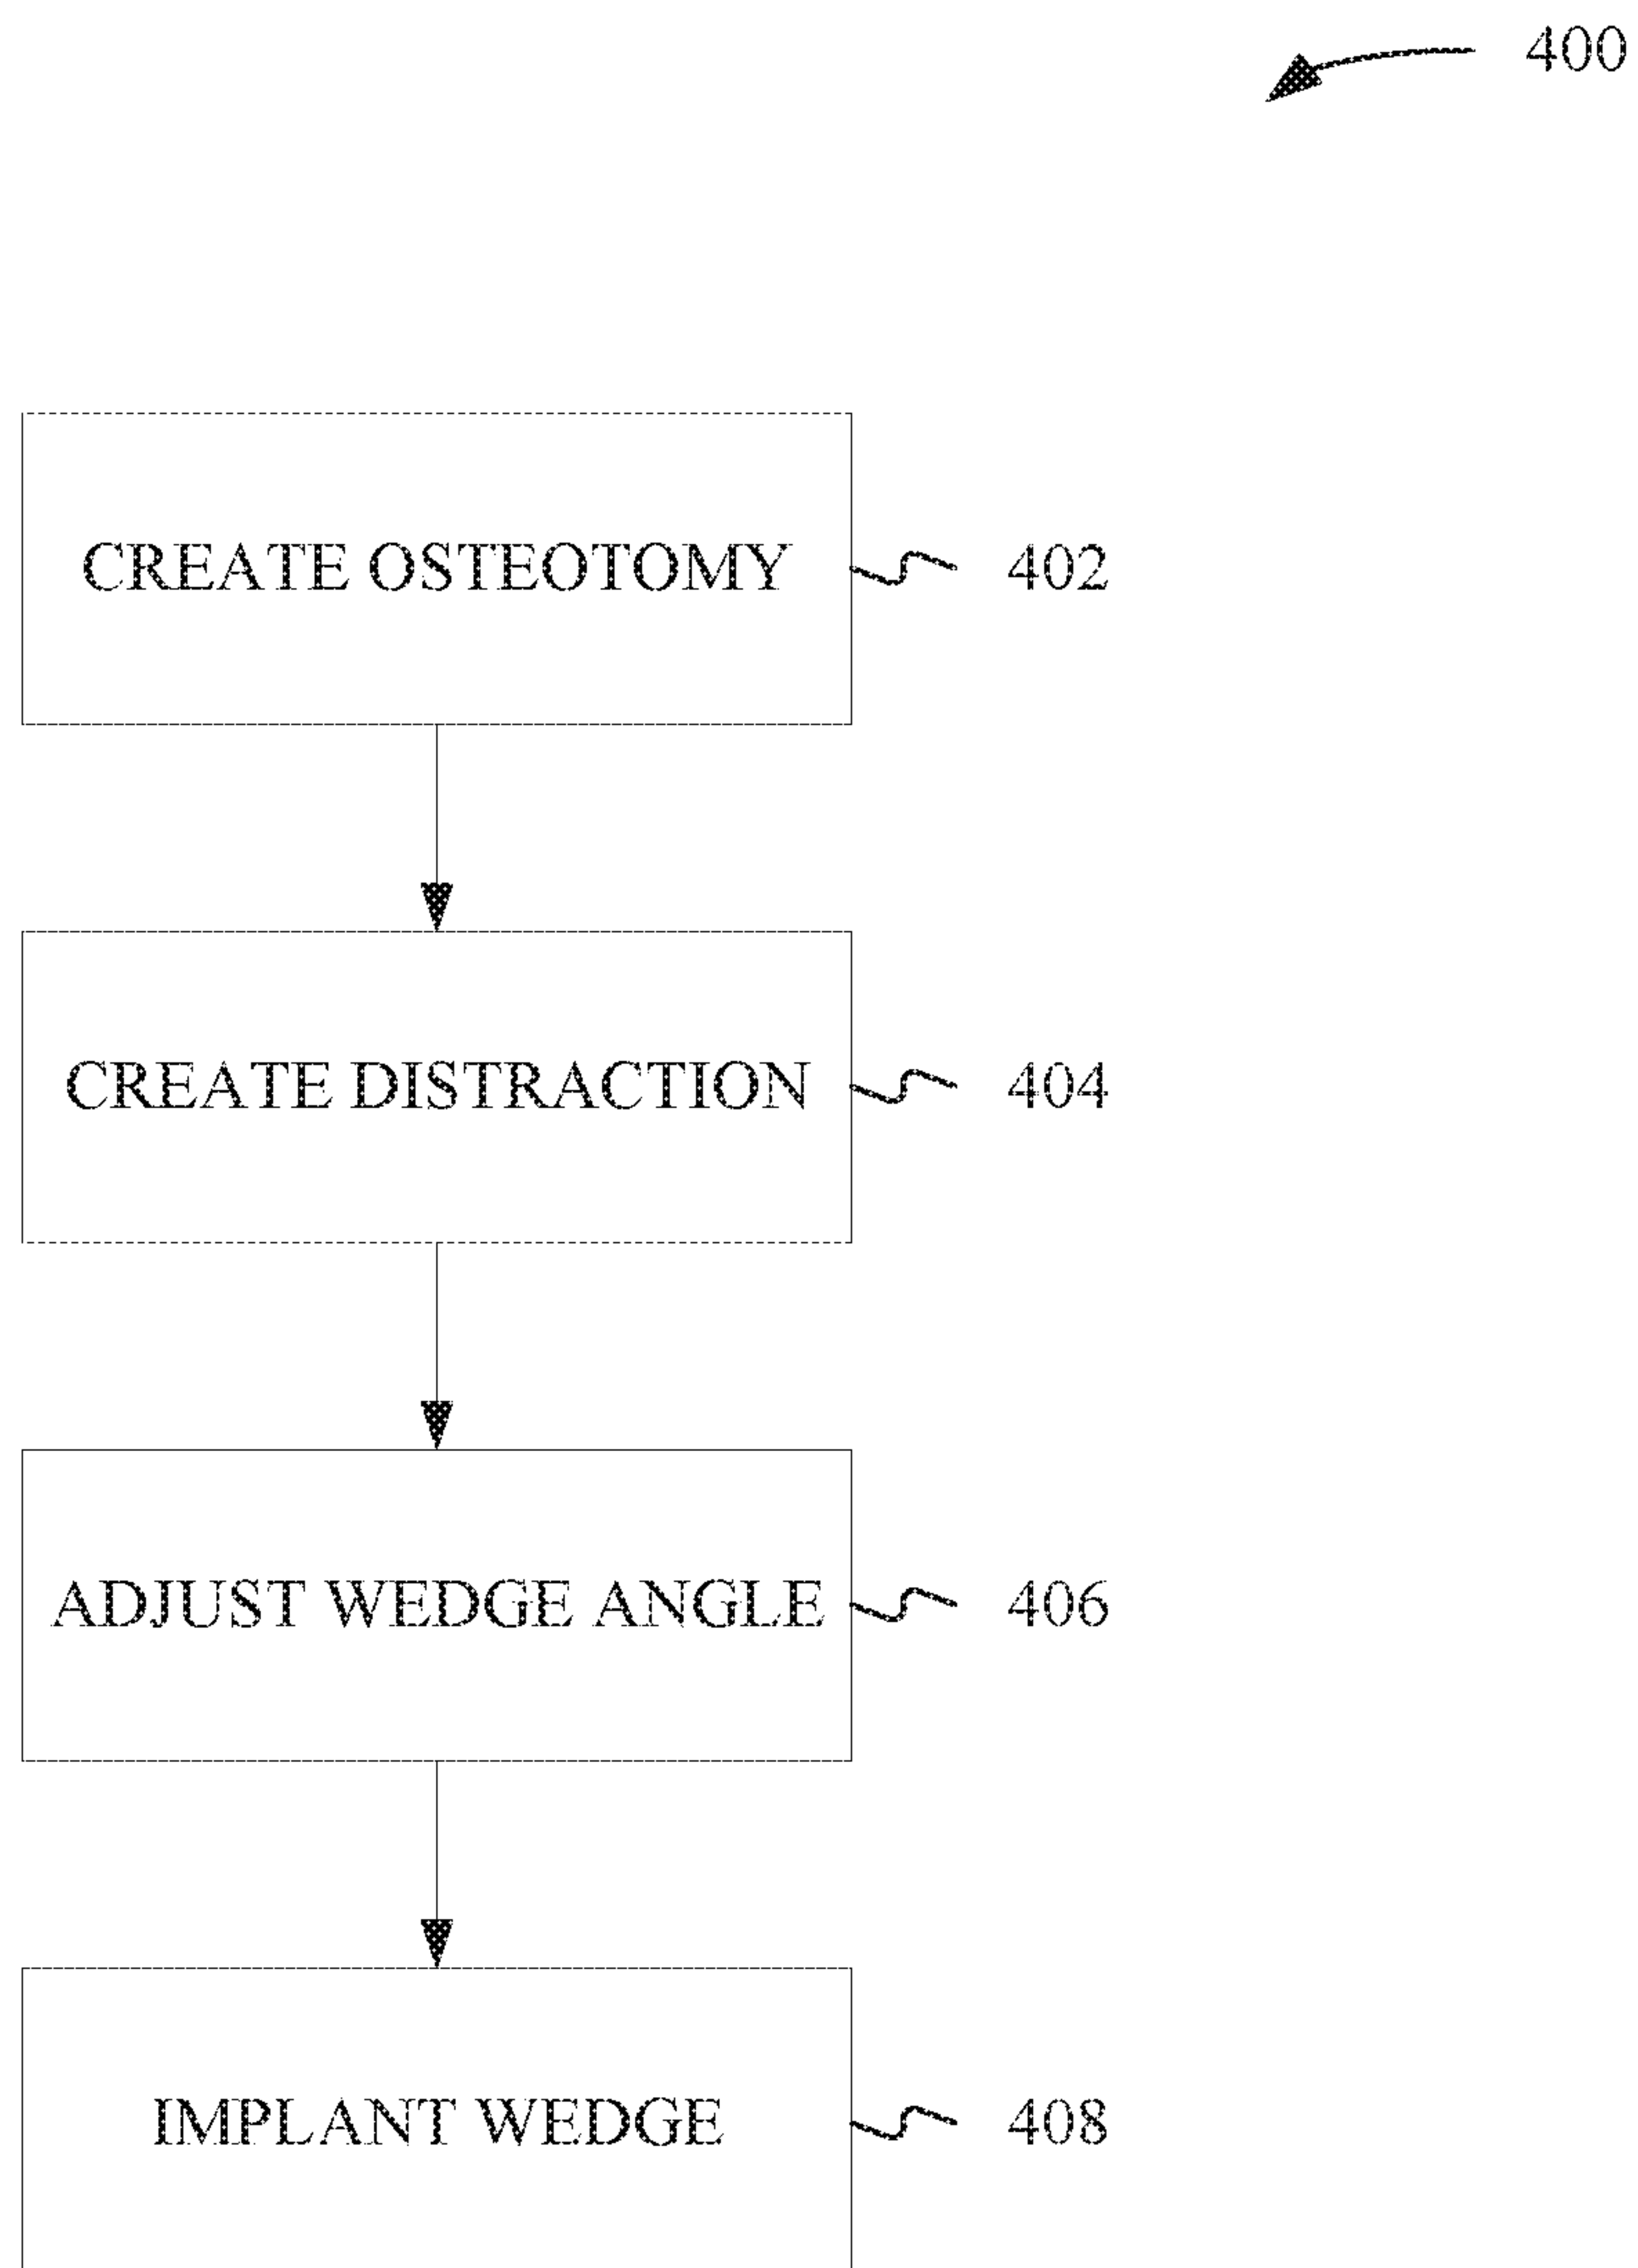 400
CREATE OSTEOTOMY 402
CREATE DISTRACTION 404
ADJUST WEDGE ANGLE 406
IMPLANT WEDGE 408